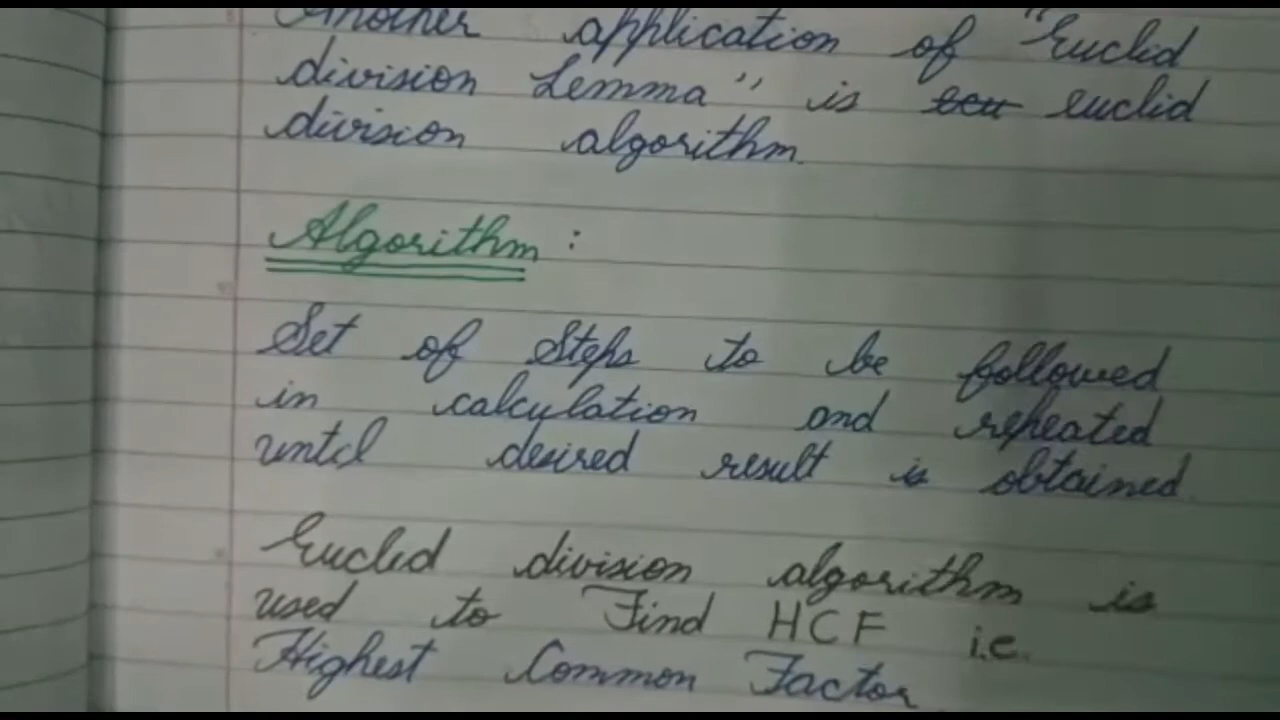 Another application of "Euclid
division Lemma" is euclid
division algorithm.
Algorithm :
Set of Steps to be followed
in calculation and repeated
until desired result is obtained.
Euclid division algorithm is
used to Find HCF i.e.
Highest Common Factor